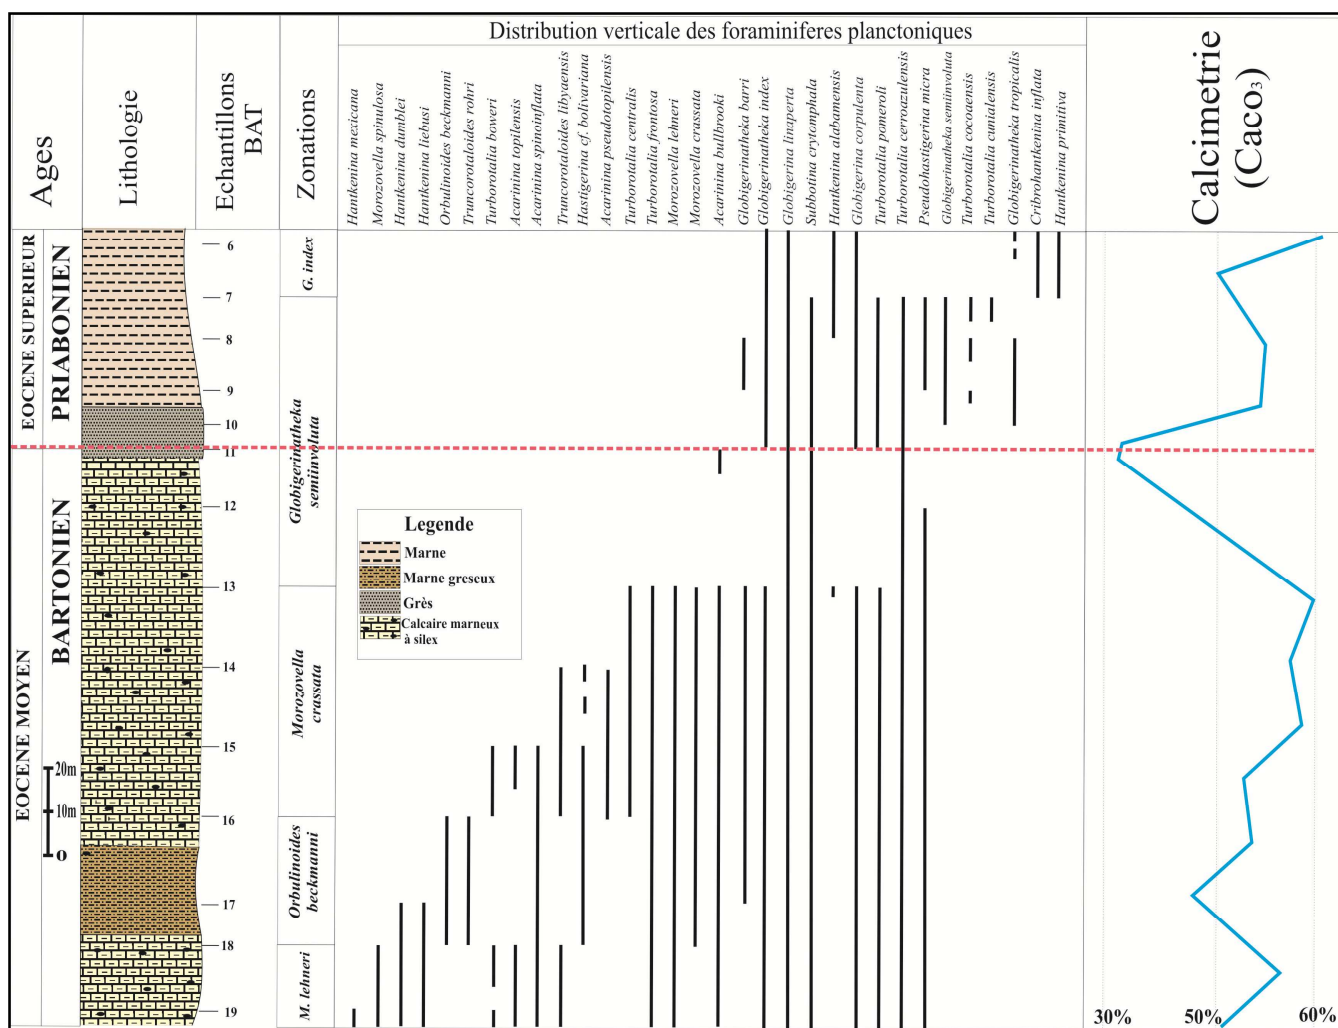 Distribution verticale des foraminiferes planctoniques
Ages
Lithologie
Echantillons
BAT
Zonations
Hantkenina mexicana
Morozovella spinulosa
Hantkenina dumblei
Hantkenina liebusi
Orbulinoides beckmanni
Truncorotaloides rohri
Turborotalia boweri
Acarinina topilensis
Acarinina spinoinflata
Truncorotaloides libyaensis
Hastigerina cf. bolivariana
Acarinina pseudotopilensis
Turborotalia centralis
Turborotalia frontosa
Morozovella lehneri
Morozovella crassata
Acarinina bullbrooki
Globigerinatheka barri
Globigerinatheka index
Globigerina linaperta
Subbotina crytomphala
Hantkenina alabamensis
Globigerina corpulenta
Turborotalia pomeroli
Turborotalia cerroazulensis
Pseudohastigerina micra
Globigerinatheka semiinvoluta
Turborotalia cocoaensis
Turborotalia cunialensis
Globigerinatheka tropicalis
Cribrohantkenina inflata
Hankenina primitiva
Calcimetrie
(Caco3)
EOCENE SUPERIEUR
PRIABONIEN
EOCENE MOYEN
BARTONIEN
6
7
8
9
10
11
12
13
14
15
16
17
18
19
20m
10m
0
G. index
Globigerinatheka
semiinvoluta
Morozovella
crassata
Orbulinoides
beckmanni
M. lehneri
Legende
Marne
Marne greseux
Grès
Calcaire marneux
à silex
30%
50%
60%